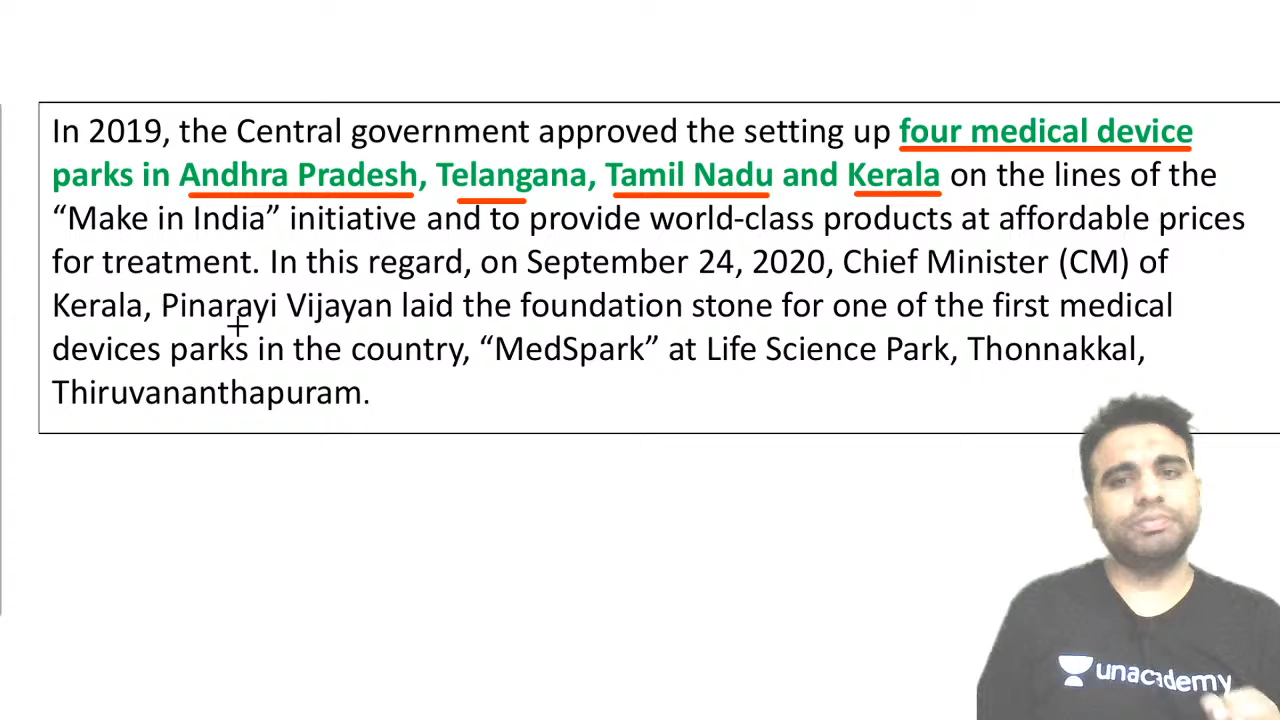 In 2019, the Central government approved the setting up four medical device
parks in Andhra Pradesh, Telangana, Tamil Nadu and Kerala on the lines of the
“Make in India” initiative and to provide world-class products at affordable prices
for treatment. In this regard, on September 24, 2020, Chief Minister (CM) of
Kerala, Pinarayi Vijayan laid the foundation stone for one of the first medical
devices parks in the country, “MedSpark” at Life Science Park, Thonnakkal,
Thiruvananthapuram.
unacademy